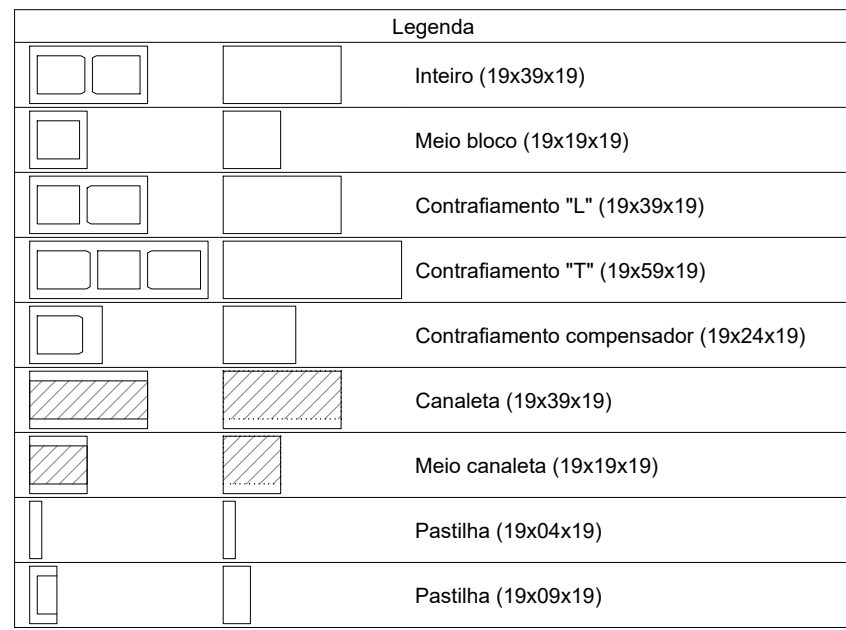 Legenda
Inteiro (19x39x19)
Meio bloco (19x19x19)
Contrafiamento "L" (19x39x19)
Contrafiamento "T" (19x59x19)
Contrafiamento compensador (19x24x19)
Canaleta (19x39x19)
Meio canaleta (19x19x19)
Pastilha (19x04x19)
Pastilha (19x09x19)